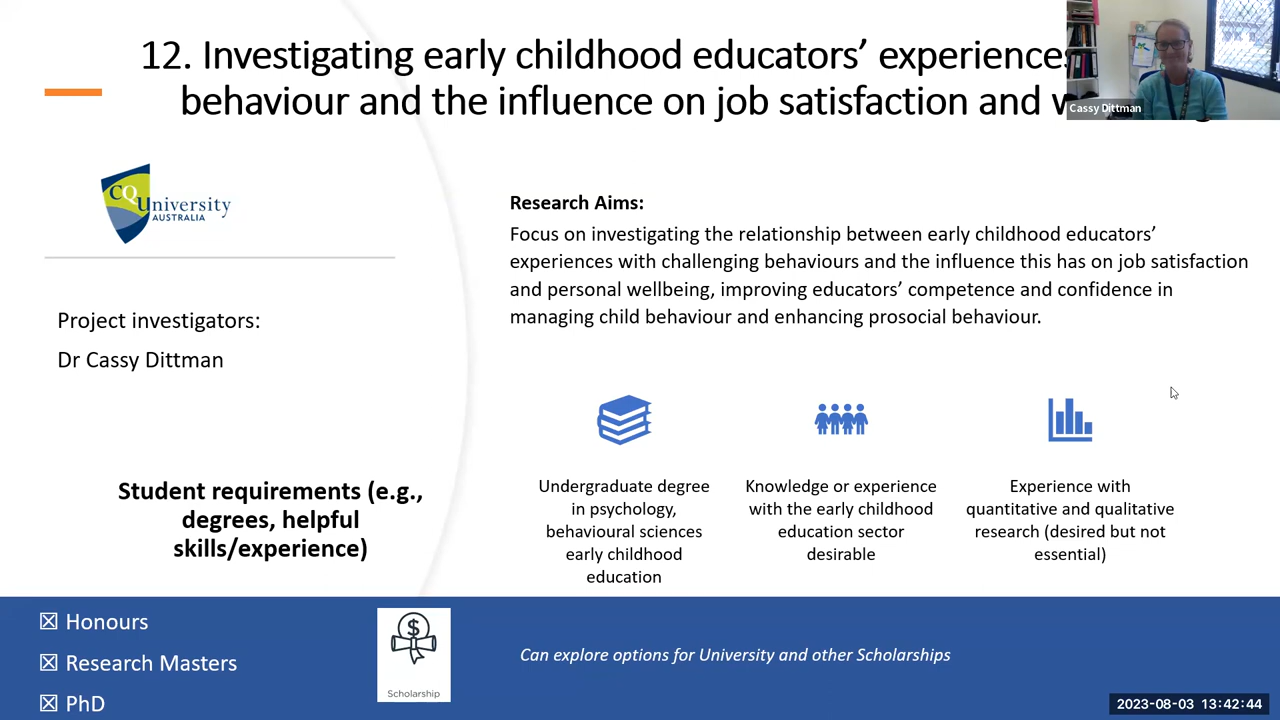 12. Investigating early childhood educators’ experiences
behaviour and the influence on job satisfaction and
Cassy Dittman
CQUniversity
AUSTRALIA
Research Aims:
Focus on investigating the relationship between early childhood educators’
experiences with challenging behaviours and the influence this has on job satisfaction
and personal wellbeing, improving educators’ competence and confidence in
managing child behaviour and enhancing prosocial behaviour.
Project investigators:
Dr Cassy Dittman
Student requirements (e.g.,
degrees, helpful
skills/experience)
Undergraduate degree
in psychology,
behavioural sciences
early childhood
education
Knowledge or experience
with the early childhood
education sector
desirable
Experience with
quantitative and qualitative
research (desired but not
essential)
☒ Honours
☒ Research Masters
☒ PhD
$
Scholarship
Can explore options for University and other Scholarships
2023-08-03 13:42:44